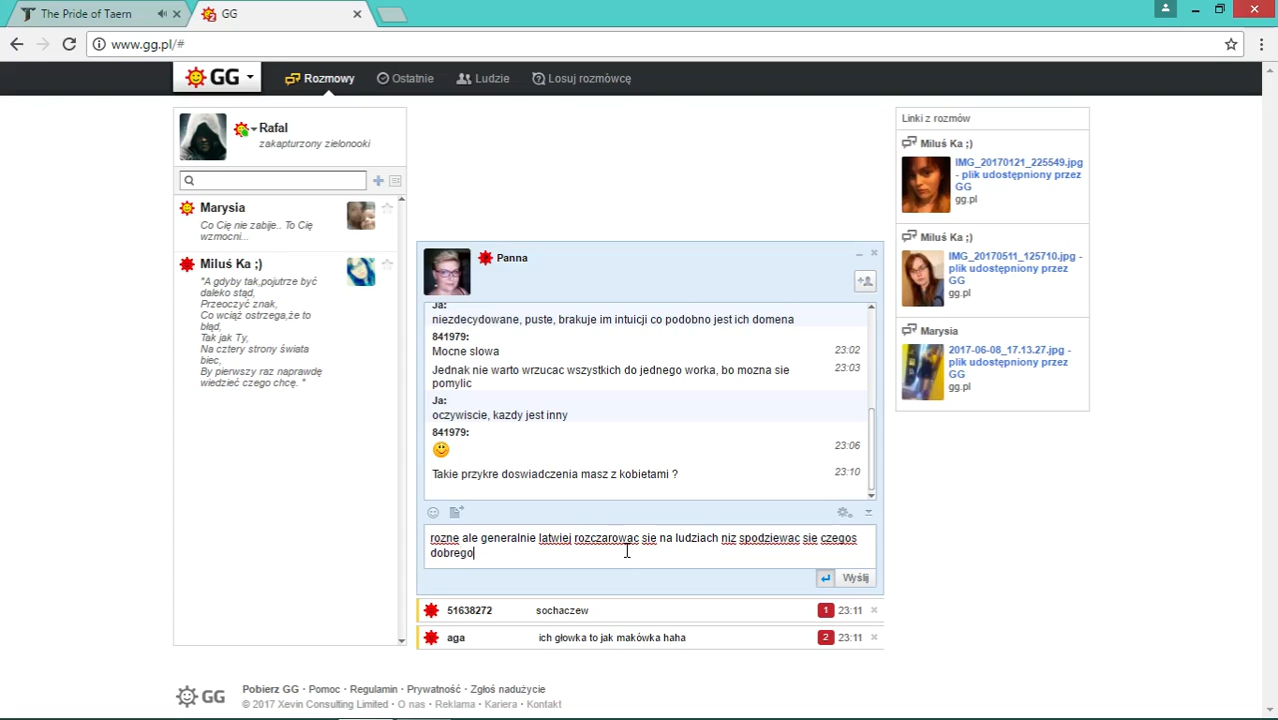 The Pride of Taern
GG
www.gg.pl/#
GG
Rozmowy
Ostatnie
Ludzie
Losuj rozmówcę
Rafal
zakapturzony zielonooki
Marysia
Co Cię nie zabije.. To Cię
wzmocni...
Miluś Ka ;)
"A gdyby tak,pojutrze być
daleko stąd,
Przeoczyć znak,
Co wciąż ostrzega,że to
błąd,
Tak jak Ty,
Na cztery strony świata
biec,
By pierwszy raz naprawdę
wiedzieć czego chcę. "
Panna
Ja:
niezdecydowane, puste, brakuje im intuicji co podobno jest ich domena
841979:
Mocne slowa 23:02
Jednak nie warto wrzucac wszystkich do jednego worka, bo mozna sie 23:03
pomylic
Ja:
oczywiscie, kazdy jest inny
841979:
23:06
Takie przykre doswiadczenia masz z kobietami ? 23:10
rozne ale generalnie latwiej rozczarowac się na ludziach niz spodziewac sie czegos
dobrego
Wyślij
51638272 sochaczew 1 23:11
aga ich głowka to jak makówka haha 2 23:11
Linki z rozmów
Miluś Ka ;)
IMG_20170121_225549.jpg
- plik udostępniony przez
GG
gg.pl
Miluś Ka ;)
IMG_20170511_125710.jpg -
plik udostępniony przez
GG
gg.pl
Marysia
2017-06-08_17.13.27.jpg -
plik udostępniony przez
GG
gg.pl
GG
Pobierz GG · Pomoc · Regulamin · Prywatność · Zgłoś nadużycie
© 2017 Xevin Consulting Limited · O nas · Reklama · Kariera · Kontakt